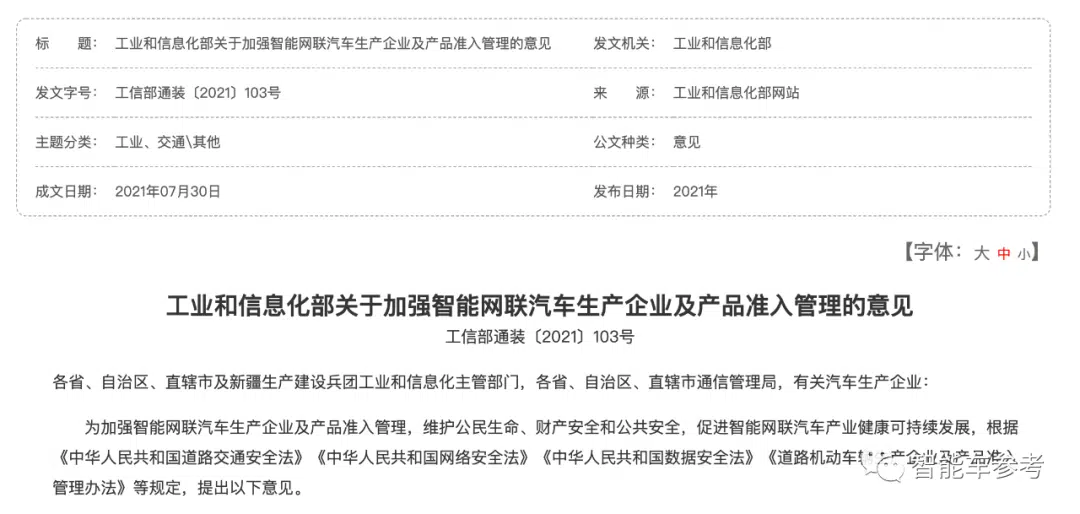 标　　题： 工业和信息化部关于加强智能网联汽车生产企业及产品准入管理的意见 发文机关： 工业和信息化部
发文字号： 工信部通装〔2021〕103号 来　　源： 工业和信息化部网站
主题分类： 工业、交通\其他 公文种类： 意见
成文日期： 2021年07月30日 发布日期： 2021年
【字体：大 中 小】
工业和信息化部关于加强智能网联汽车生产企业及产品准入管理的意见
工信部通装〔2021〕103号
各省、自治区、直辖市及新疆生产建设兵团工业和信息化主管部门，各省、自治区、直辖市通信管理局，有关汽车生产企业：
为加强智能网联汽车生产企业及产品准入管理，维护公民生命、财产安全和公共安全，促进智能网联汽车产业健康可持续发展，根据
《中华人民共和国道路交通安全法》《中华人民共和国网络安全法》《中华人民共和国数据安全法》《道路机动车辆生产企业及产品准入
管理办法》等规定，提出以下意见。
智能车参考